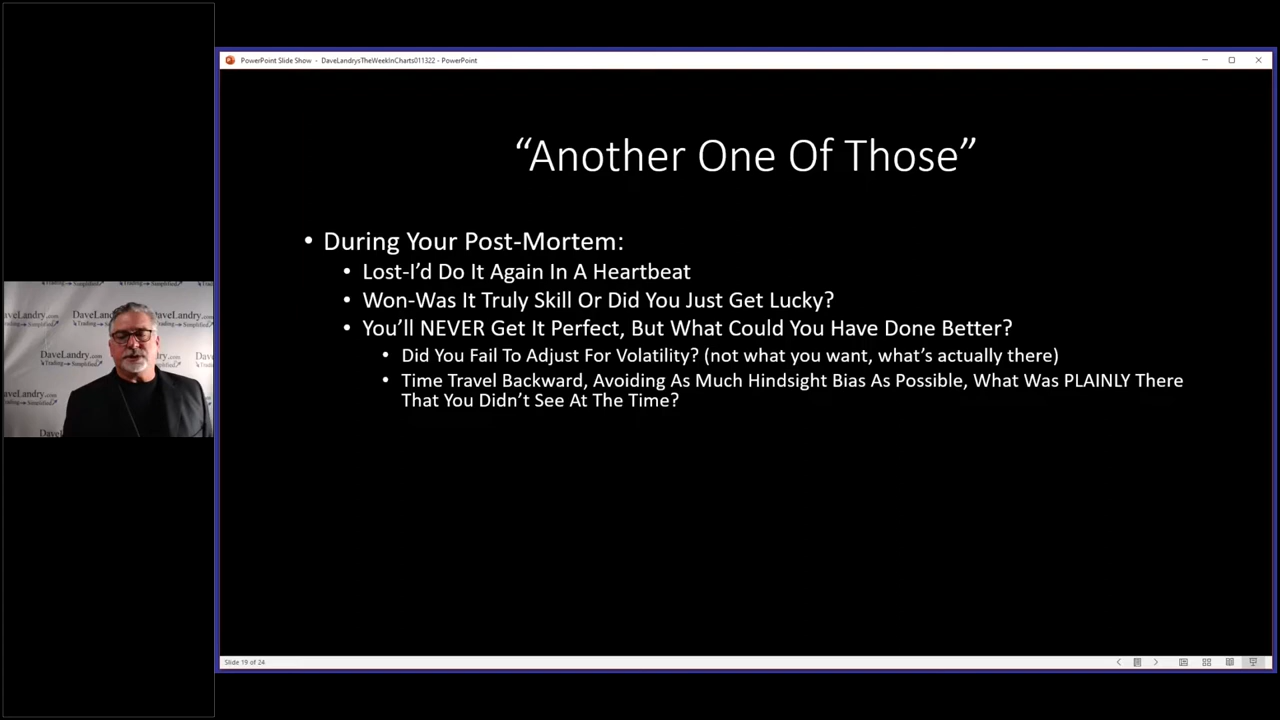 PowerPoint Slide Show - DaveLandrysTheWeekInCharts011322 - PowerPoint
“Another One Of Those”
• During Your Post-Mortem:
• Lost-I’d Do It Again In A Heartbeat
• Won-Was It Truly Skill Or Did You Just Get Lucky?
• You’ll NEVER Get It Perfect, But What Could You Have Done Better?
• Did You Fail To Adjust For Volatility? (not what you want, what’s actually there)
• Time Travel Backward, Avoiding As Much Hindsight Bias As Possible, What Was PLAINLY There
That You Didn’t See At The Time?
DaveLandry.com
Trading Simplified
DaveLandry.com
DaveLandry.com
Slide 19 of 24